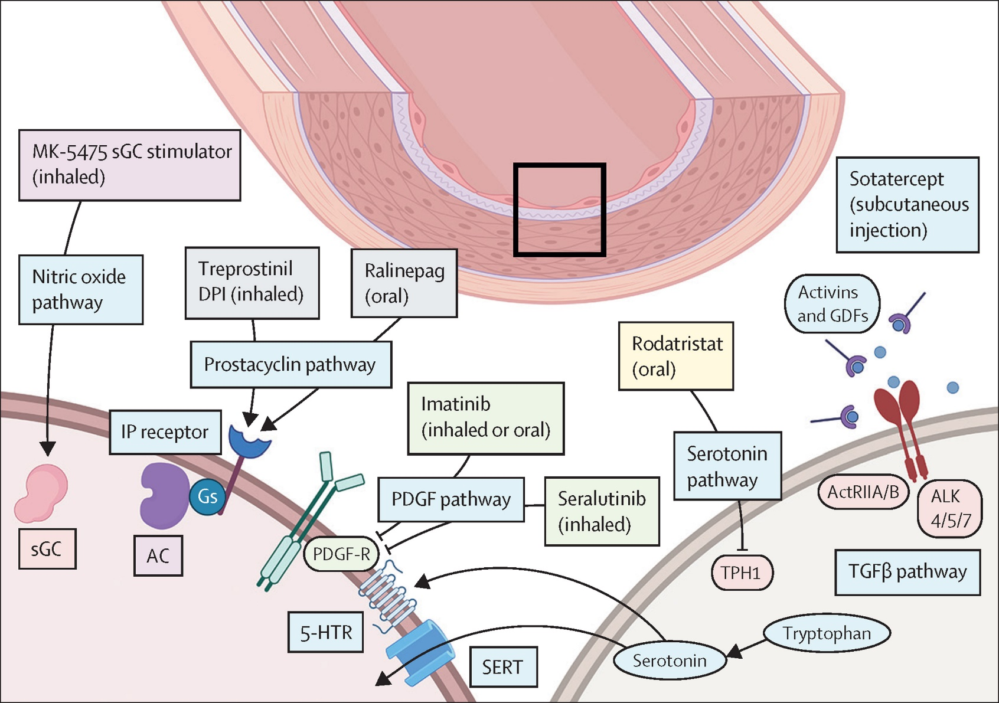 MK-5475 sGC stimulator
(inhaled)
Nitric oxide
pathway
Treprostinil
DPI (inhaled)
Ralinepag
(oral)
Prostacyclin pathway
IP receptor
Gs
sGC
AC
Imatinib
(inhaled or oral)
PDGF pathway
Seralutinib
(inhaled)
PDGF-R
5-HTR
SERT
Rodatristat
(oral)
Serotonin
pathway
TPH1
Serotonin
Tryptophan
Sotatercept
(subcutaneous
injection)
Activins
and GDFs
ActRIIA/B
ALK
4/5/7
TGFβ pathway